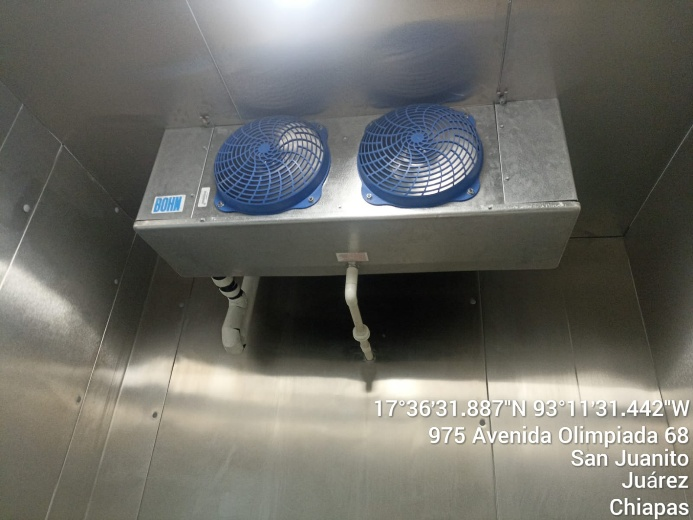 BOHN
17°36'31.887"N 93°11'31.442"W
975 Avenida Olimpiada 68
San Juanito
Juárez
Chiapas